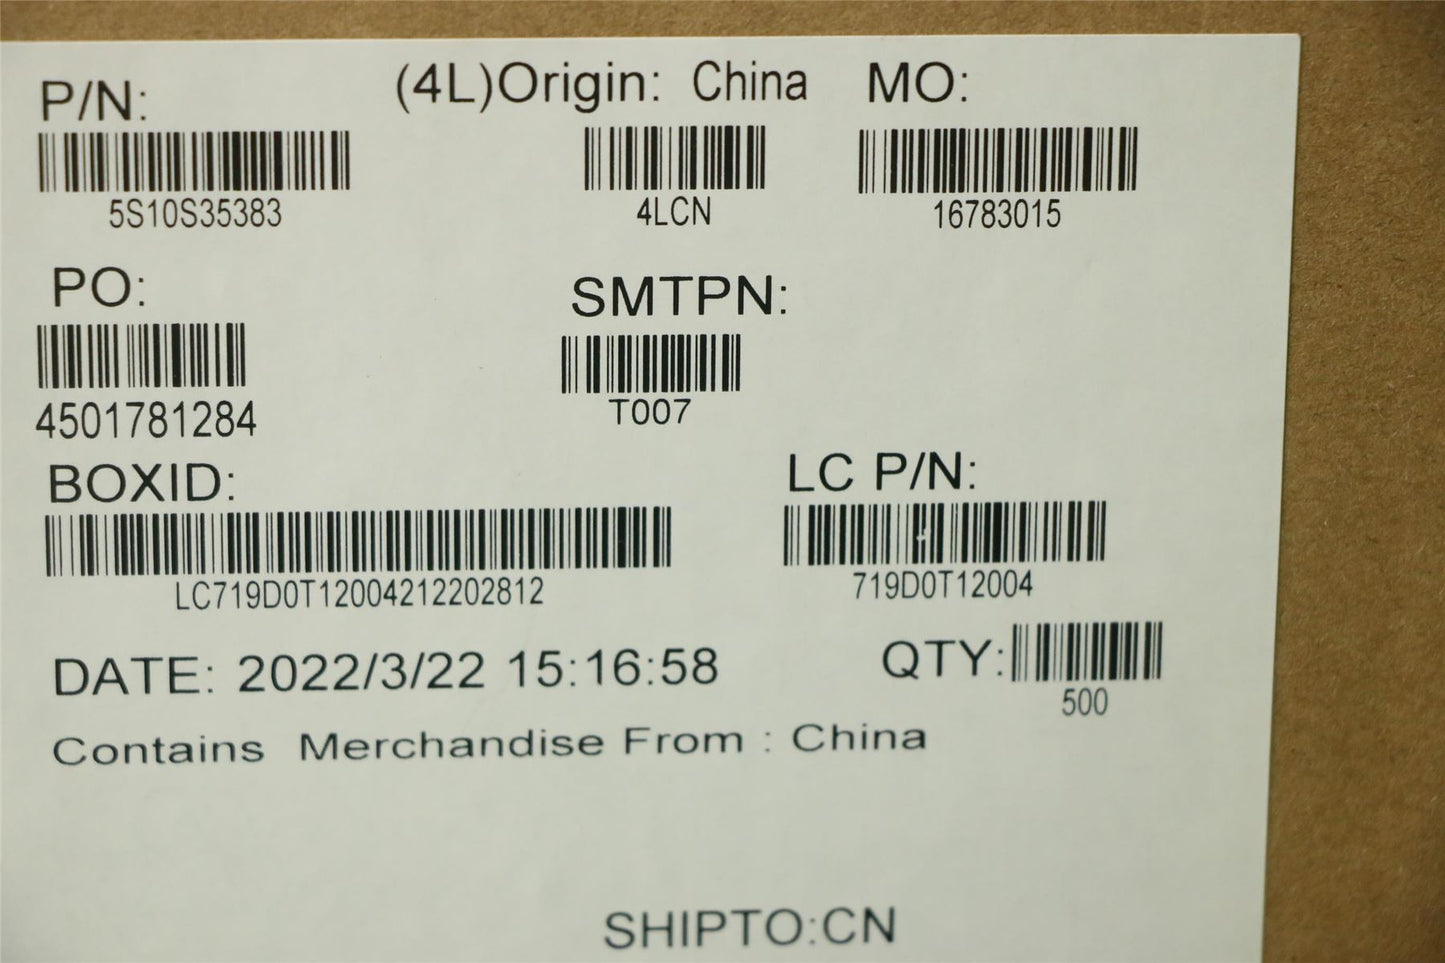 P/N: (4L)Origin: China MO:
5S10S35383 4LCN 16783015
PO: SMTPN:
4501781284 T007
BOXID: LC P/N:
LC719D0T12004212202812 719D0T12004
DATE: 2022/3/22 15:16:58 QTY:
500
Contains Merchandise From : China
SHIPTO:CN